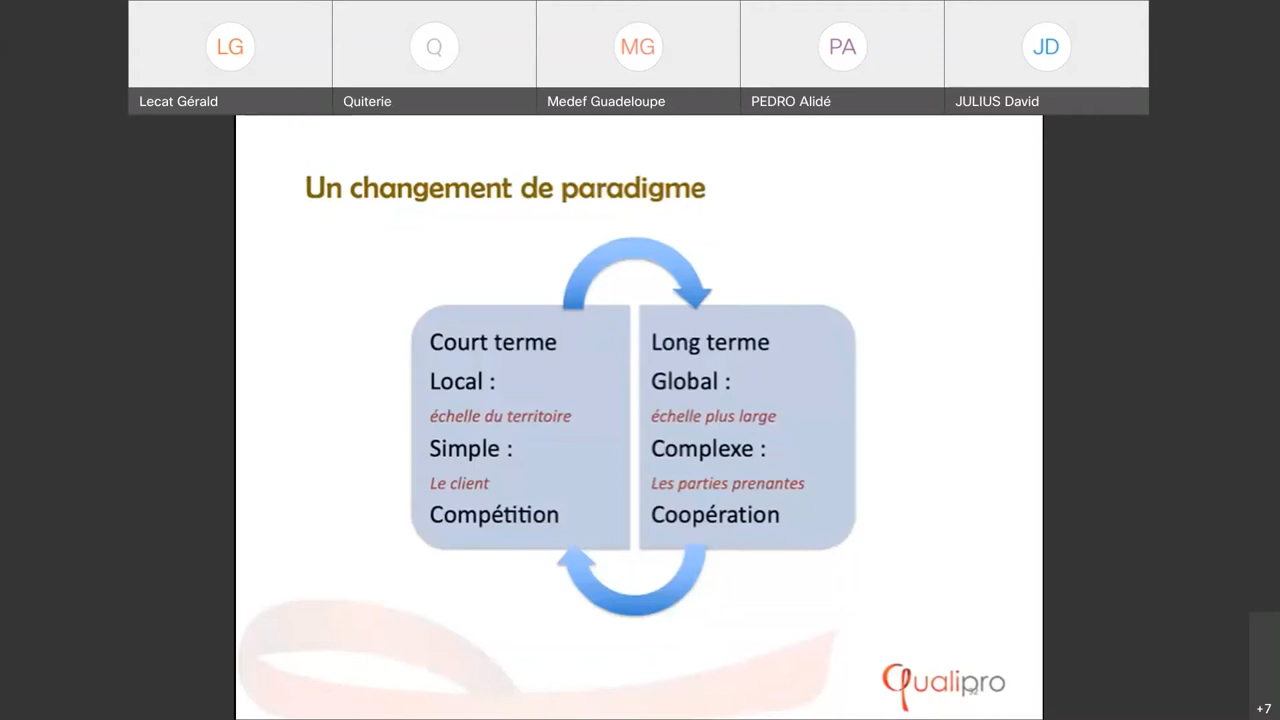 LG
Q
MG
PA
JD
Lecat Gérald
Quiterie
Medef Guadeloupe
PEDRO Alidé
JULIUS David
Un changement de paradigme
Court terme
Local :
échelle du territoire
Simple :
Le client
Compétition
Long terme
Global :
échelle plus large
Complexe :
Les parties prenantes
Coopération
Qualipro
+7